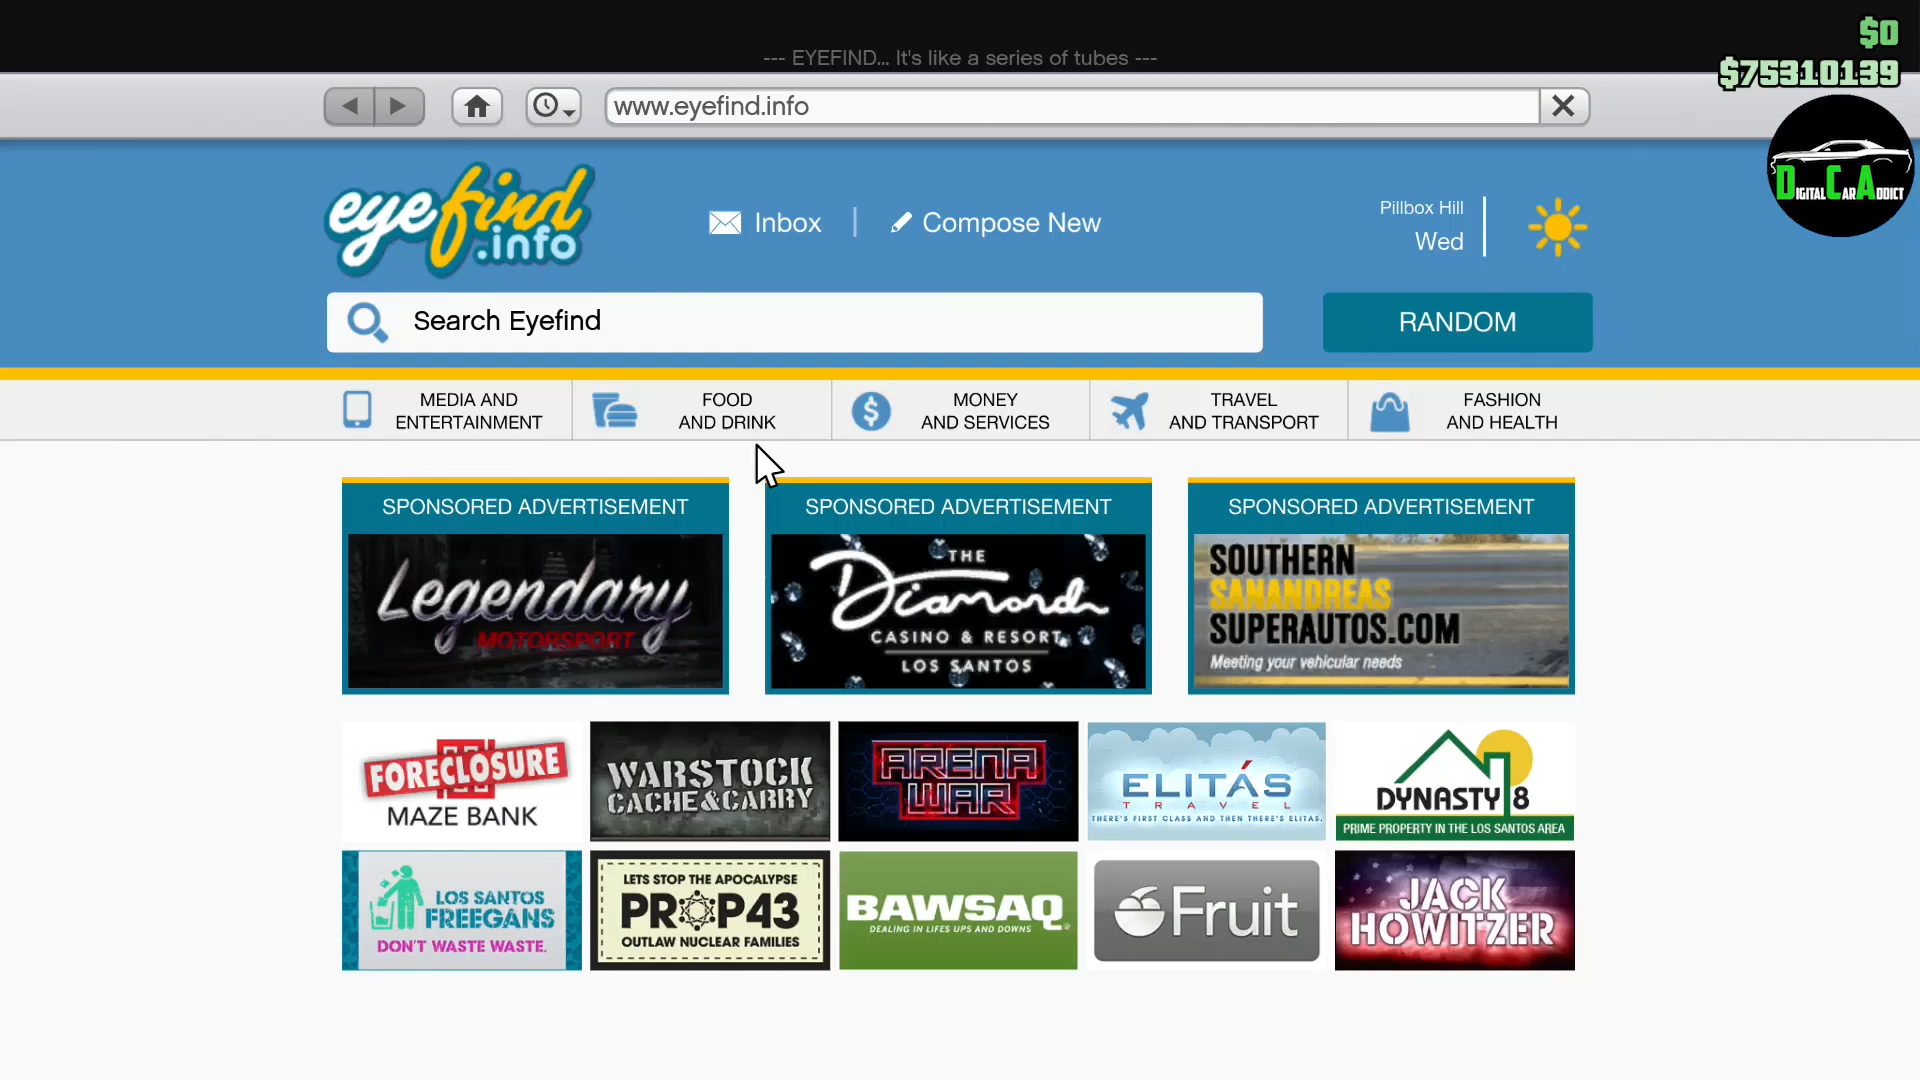 --- EYEFIND... It's like a series of tubes ---
$0
$75310139
www.eyefind.info
DIGITAL CAR ADDICT
eyefind
.info
Inbox
Compose New
Pillbox Hill
Wed
Search Eyefind
RANDOM
MEDIA AND
ENTERTAINMENT
FOOD
AND DRINK
MONEY
AND SERVICES
TRAVEL
AND TRANSPORT
FASHION
AND HEALTH
SPONSORED ADVERTISEMENT
Legendary
MOTORSPORT
SPONSORED ADVERTISEMENT
THE
Diamond
CASINO & RESORT
LOS SANTOS
SPONSORED ADVERTISEMENT
SOUTHERN
SANANDREAS
SUPERAUTOS.COM
Meeting your vehicular needs
FORECLOSURE
MAZE BANK
WARSTOCK
CACHE&CARRY
ARENA
WAR
ELITÁS
TRAVEL
THERE'S FIRST CLASS AND THEN THERE'S ELITAS.
DYNASTY 8
PRIME PROPERTY IN THE LOS SANTOS AREA
LOS SANTOS
FREEGANS
DON'T WASTE WASTE.
LETS STOP THE APOCALYPSE
PROP43
OUTLAW NUCLEAR FAMILIES
BAWSAQ
DEALING IN LIFES UPS AND DOWNS
Fruit
JACK
HOWITZER